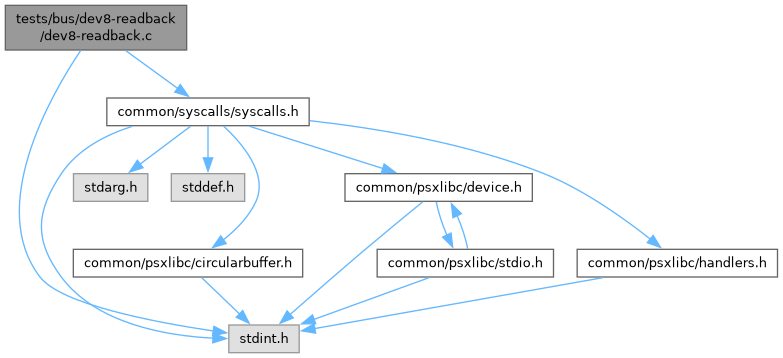 tests/bus/dev8-readback
/dev8-readback.c
common/syscalls/syscalls.h
stdarg.h
stddef.h
common/psxlibc/device.h
common/psxlibc/circularbuffer.h
common/psxlibc/stdio.h
common/psxlibc/handlers.h
stdint.h